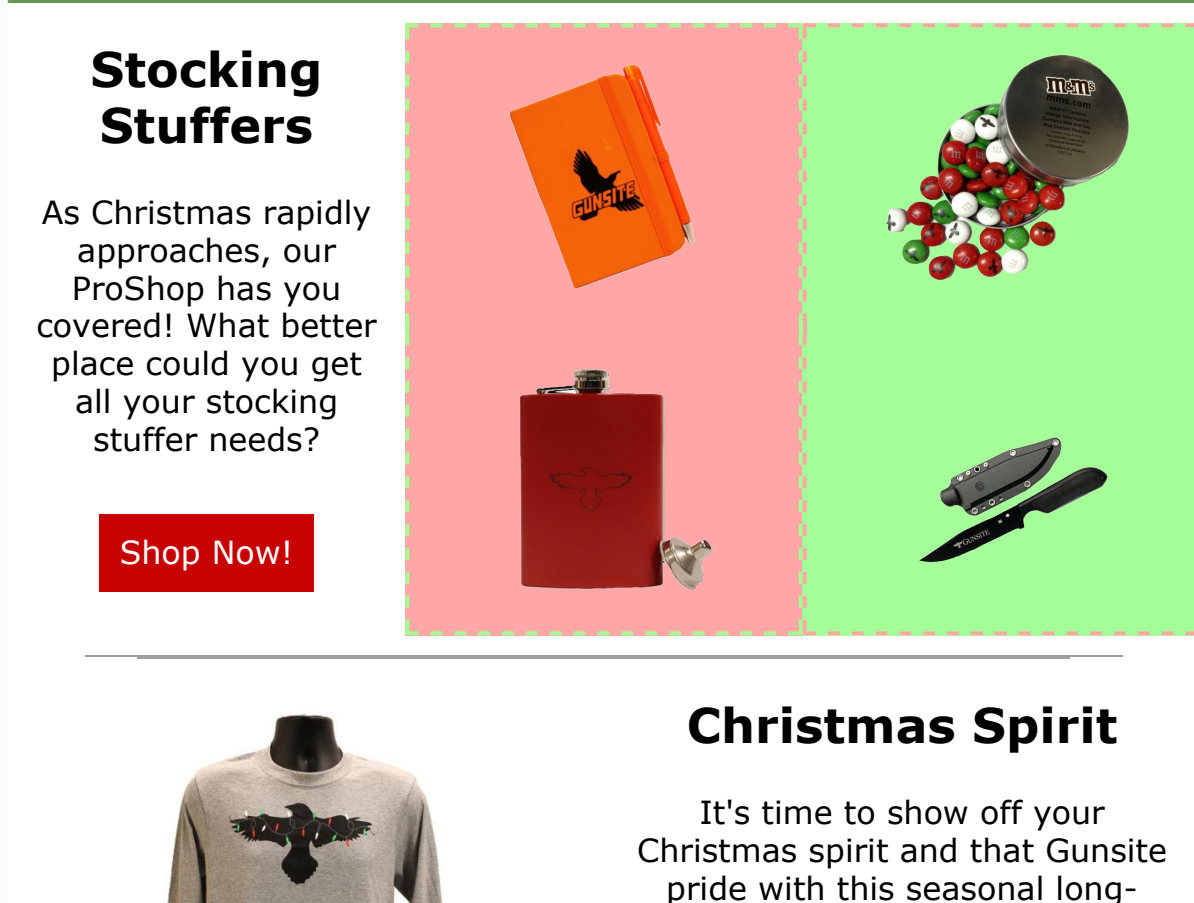 Stocking
Stuffers
As Christmas rapidly
approaches, our
ProShop has you
covered! What better
place could you get
all your stocking
stuffer needs?
Shop Now!
GUNSITE
m&m's
mms.com
GUNSITE
Christmas Spirit
It's time to show off your
Christmas spirit and that Gunsite
pride with this seasonal long-